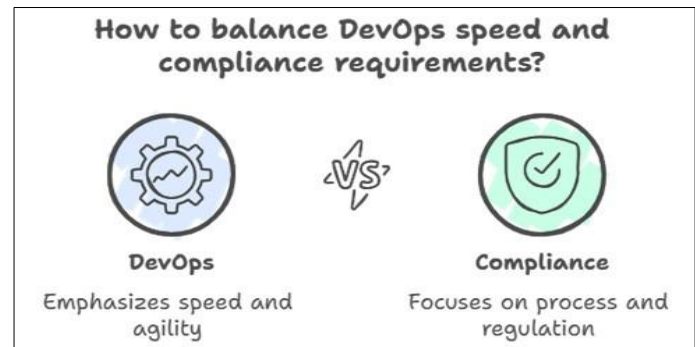 How to balance DevOps speed and
compliance requirements?
VS
DevOps
Emphasizes speed and
agility
Compliance
Focuses on process and
regulation